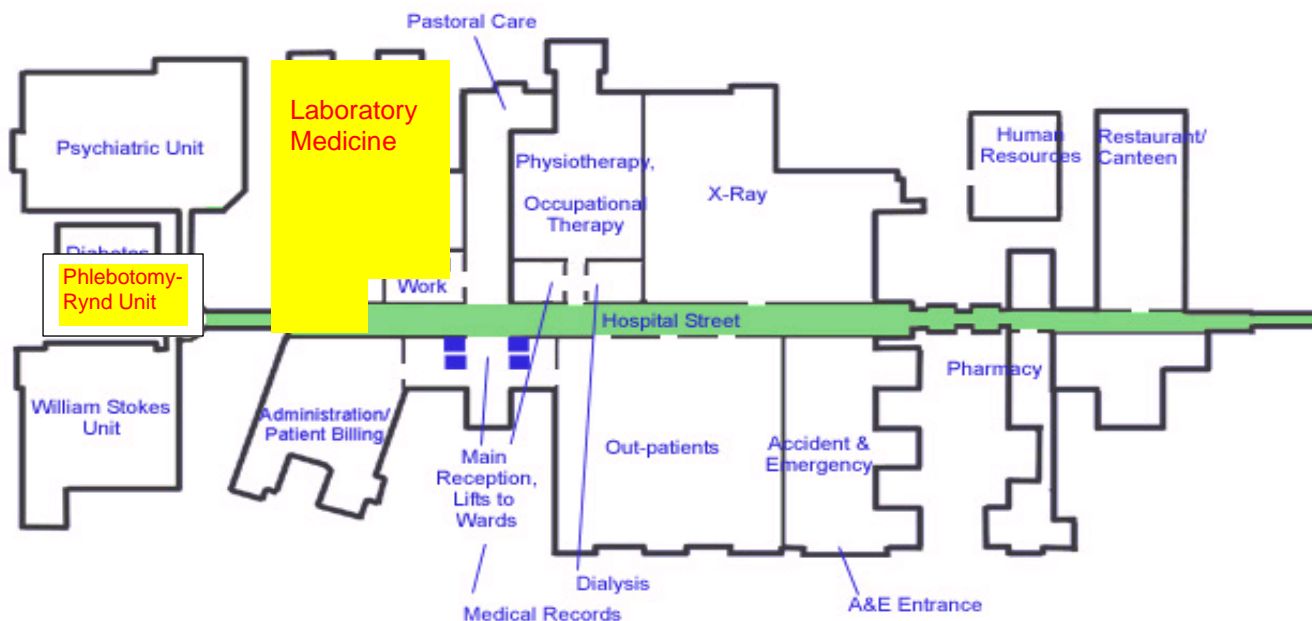 Pastoral Care
Laboratory
Medicine
Psychiatric Unit
Physiotherapy,
Occupational
Therapy
X-Ray
Human
Resources
Restaurant/
Canteen
Diabetes
Phlebotomy-
Rynd Unit
Work
Hospital Street
William Stokes
Unit
Administration/
Patient Billing
Main
Reception,
Lifts to
Wards
Out-patients
Accident &
Emergency
Pharmacy
Dialysis
Medical Records
A&E Entrance